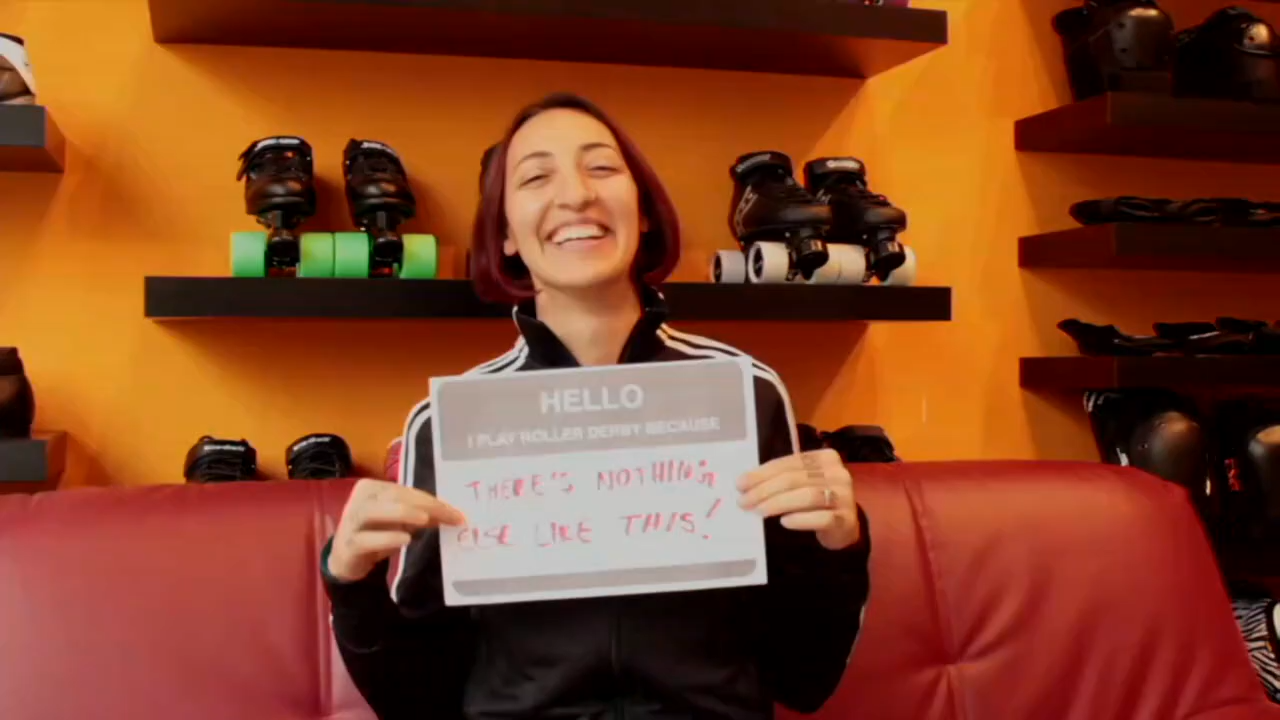 HELLO
I PLAY ROLLER DERBY BECAUSE
THERE'S NOTHING
ELSE LIKE THIS!